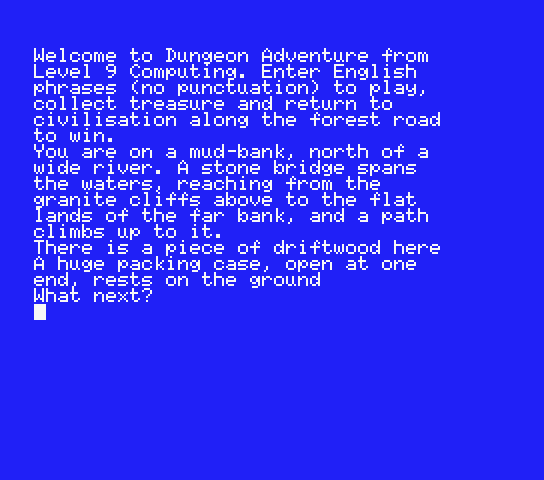 Welcome to Dungeon Adventure from
Level 9 Computing. Enter English
phrases (no punctuation) to play,
collect treasure and return to
civilisation along the forest road
to win.
You are on a mud-bank, north of a
wide river. A stone bridge spans
the waters, reaching from the
granite cliffs above to the flat
lands of the far bank, and a path
climbs up to it.
There is a piece of driftwood here
A huge packing case, open at one
end, rests on the ground
What next?